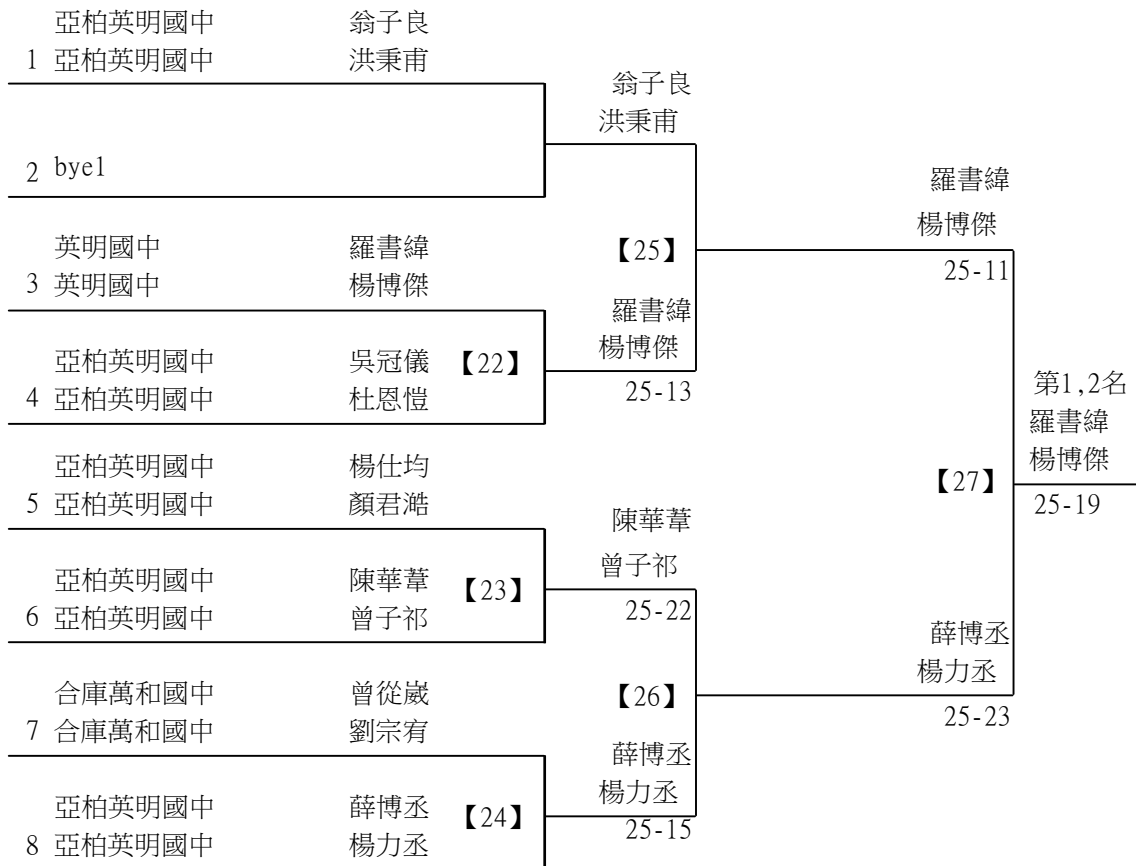 亞柏英明國中 翁子良
1 亞柏英明國中 洪秉甫
翁子良
洪秉甫
2 bye1
羅書緯
楊博傑
英明國中 羅書緯
【25】
3 英明國中 楊博傑
25-11
羅書緯
楊博傑
亞柏英明國中 吳冠儀 【22】
4 亞柏英明國中 杜恩愷
25-13
第1,2名
羅書緯
楊博傑
亞柏英明國中 楊仕均
【27】
5 亞柏英明國中 顏君澔
25-19
陳華葦
曾子祁
亞柏英明國中 陳華葦 【23】
6 亞柏英明國中 曾子祁
25-22
薛博丞
楊力丞
合庫萬和國中 曾從崴
【26】
7 合庫萬和國中 劉宗宥
25-23
薛博丞
楊力丞
亞柏英明國中 薛博丞 【24】
25-15
8 亞柏英明國中 楊力丞